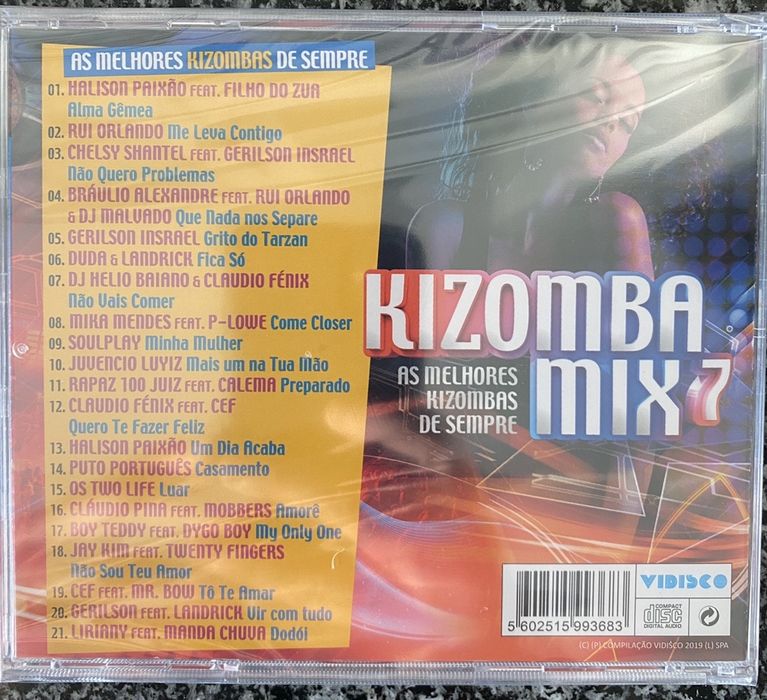 AS MELHORES KIZOMBAS DE SEMPRE
01. HALISON PAIXÃO FEAT. FILHO DO ZUA
Alma Gêmea
02. RUI ORLANDO Me Leva Contigo
03. CHELSY SHANTEL FEAT. GERILSON INSRAEL
Não Quero Problemas
04. BRÁULIO ALEXANDRE FEAT. RUI ORLANDO
& DJ MALVADO Que Nada nos Separe
05. GERILSON INSRAEL Grito do Tarzan
06. DUDA & LANDRICK Fica Só
07. DJ HELIO BAIANO & CLAUDIO FÉNIX
Não Vais Comer
08. MIKA MENDES FEAT. P-LOWE Come Closer
09. SOULPLAY Minha Mulher
10. JUVENCIO LUYIZ Mais um na Tua Mão
11. RAPAZ 100 JUIZ FEAT. CALEMA Preparado
12. CLAUDIO FÉNIX FEAT. CEF
Quero Te Fazer Feliz
13. HALISON PAIXÃO Um Dia Acaba
14. PUTO PORTUGUÊS Casamento
15. OS TWO LIFE Luar
16. CLÁUDIO PINA FEAT. MOBBERS Amorê
17. BOY TEDDY FEAT. DYGO BOY My Only One
18. JAY KIM FEAT. TWENTY FINGERS
Não Sou Teu Amor
19. CEF FEAT. MR. BOW Tô Te Amar
20. GERILSON FEAT. LANDRICK Vir com tudo
21. LIRIANY FEAT. MANDA CHUVA Dodói
KIZOMBA
MIX 7
AS MELHORES
KIZOMBAS
DE SEMPRE
5 602515 993683
VIDISCO
COMPACT
disc
DIGITAL AUDIO
(C) (P) COMPILAÇÃO VIDISCO 2019 (L) SPA